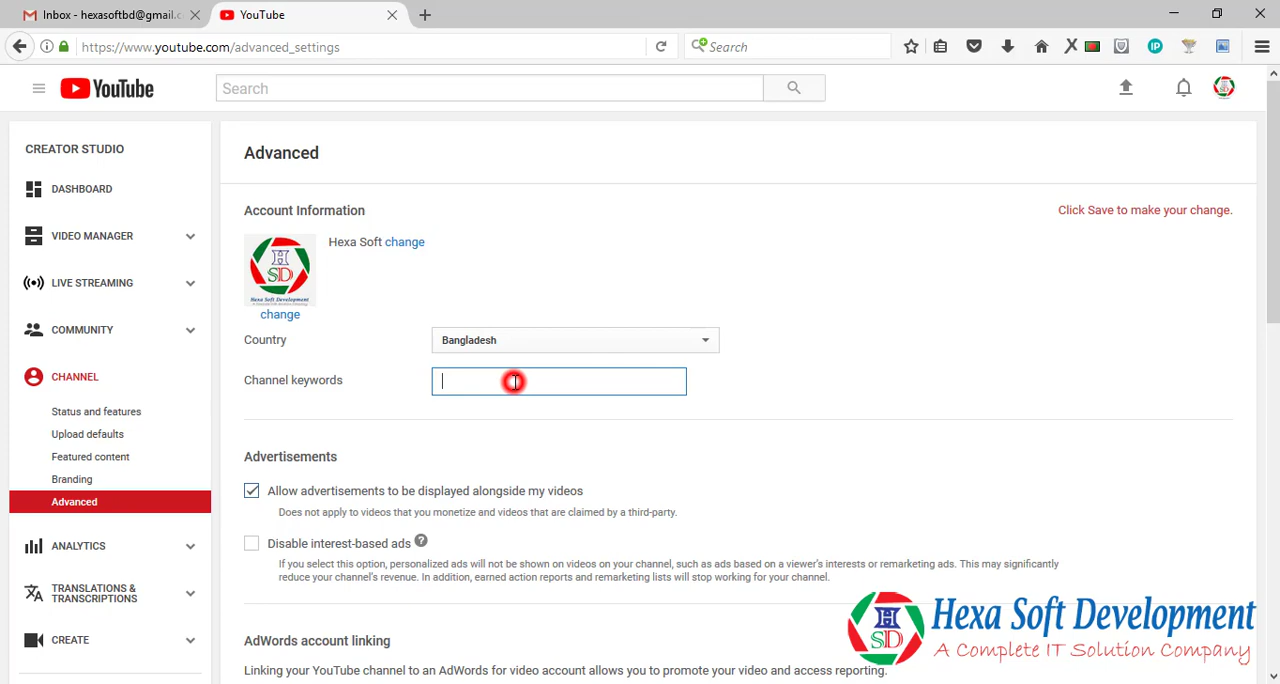 Inbox - hexasoftbd@gmail.c
YouTube
https://www.youtube.com/advanced_settings
Search
YouTube
Search
CREATOR STUDIO
DASHBOARD
VIDEO MANAGER
LIVE STREAMING
COMMUNITY
CHANNEL
Status and features
Upload defaults
Featured content
Branding
Advanced
ANALYTICS
TRANSLATIONS &
TRANSCRIPTIONS
CREATE
Advanced
Account Information
Click Save to make your change.
HSD
Hexa Soft Development
Hexa Soft change
change
Country
Bangladesh
Channel keywords
Advertisements
Allow advertisements to be displayed alongside my videos
Does not apply to videos that you monetize and videos that are claimed by a third-party.
Disable interest-based ads ?
If you select this option, personalized ads will not be shown on videos on your channel, such as ads based on a viewer's interests or remarketing ads. This may significantly
reduce your channel's revenue. In addition, earned action reports and remarketing lists will stop working for your channel.
AdWords account linking
Linking your YouTube channel to an AdWords for video account allows you to promote your video and access reporting.
HSD
Hexa Soft Development
A Complete IT Solution Company